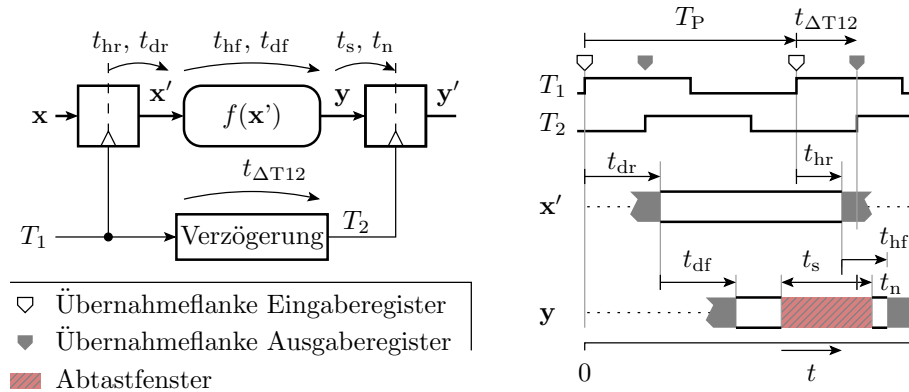 t_hr, t_dr
t_hf, t_df
t_s, t_n
x
x'
f(x')
y
y'
t_ΔT12
T_1
Verzögerung
T_2
Übernahmeflanke Eingaberegister
Übernahmeflanke Ausgaberegister
Abtastfenster
T_P
t_ΔT12
T_1
T_2
t_dr
t_hr
x′
t_hf
t_df
t_s
t_n
y
0
t